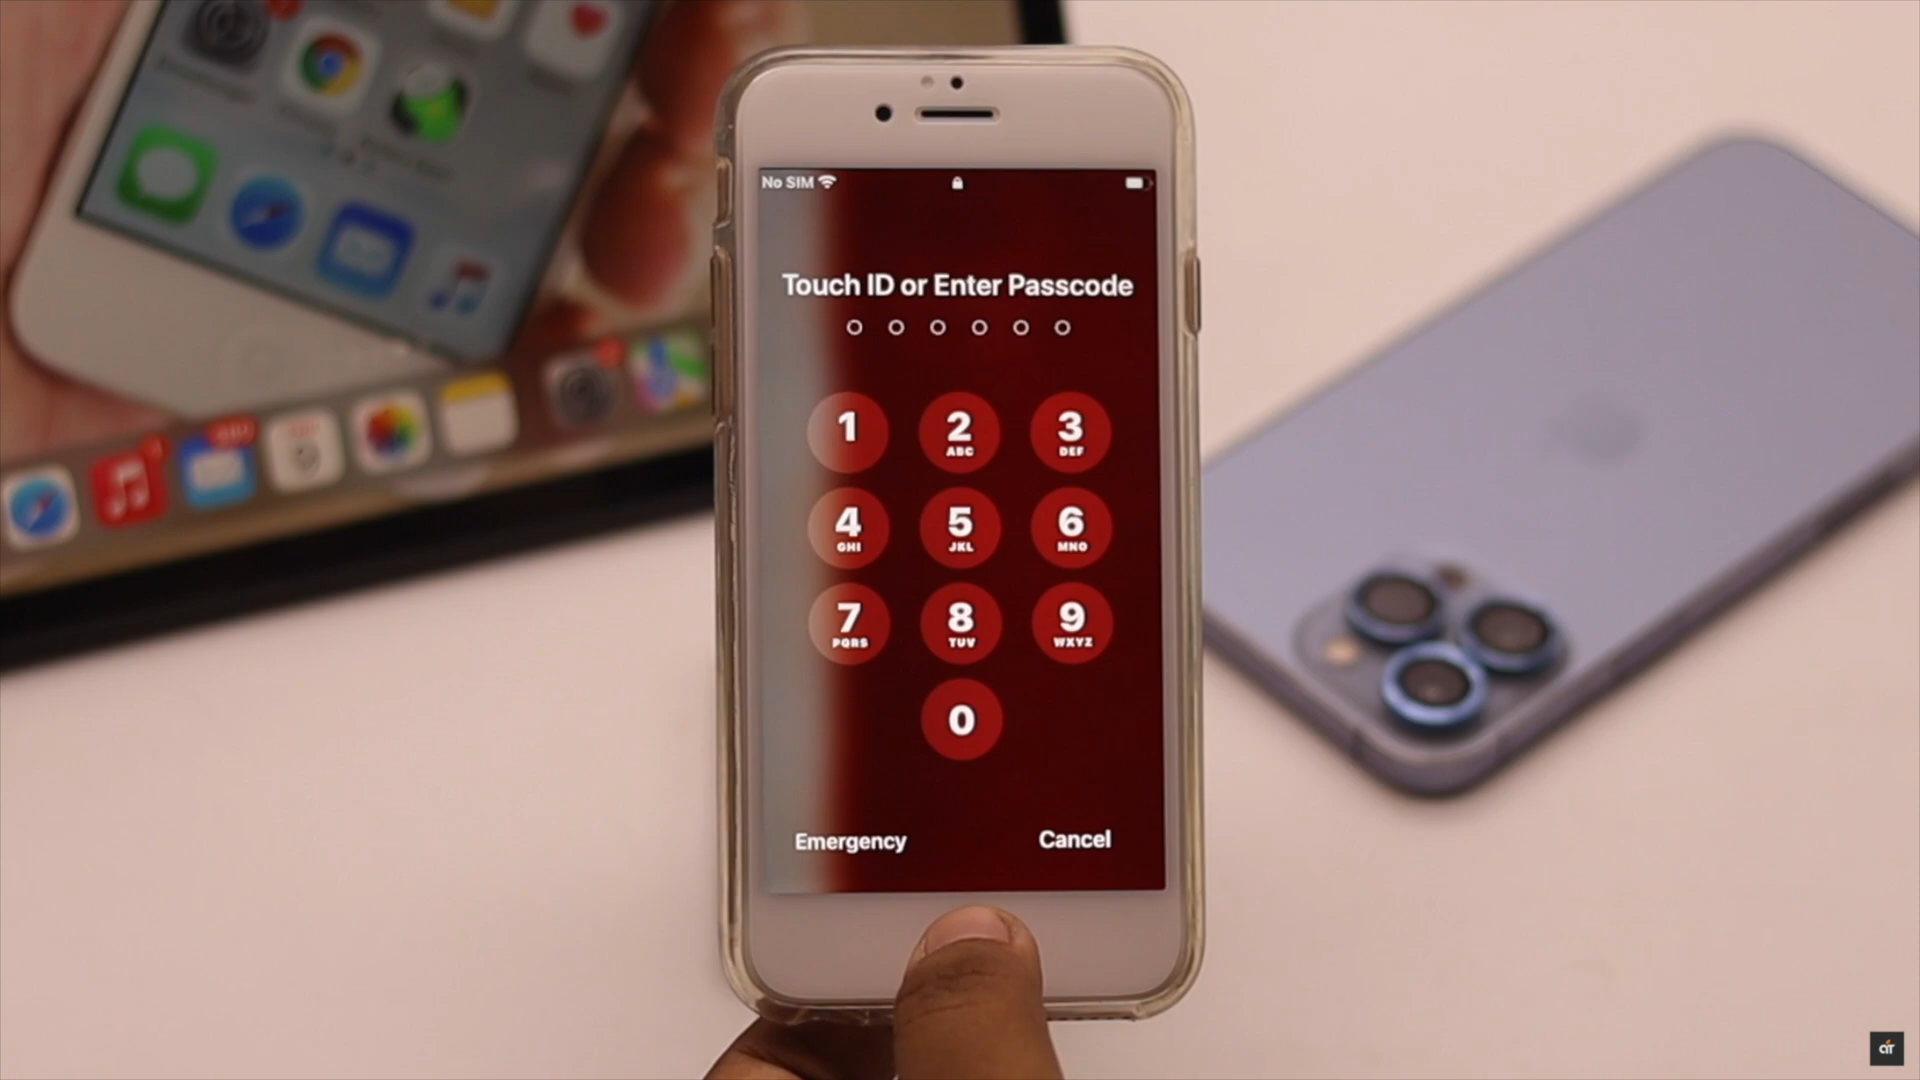 No SIM
Touch ID or Enter Passcode
1
2
ABC
3
DEF
4
GHI
5
JKL
6
MNO
7
PQRS
8
TUV
9
WXYZ
0
Emergency
Cancel